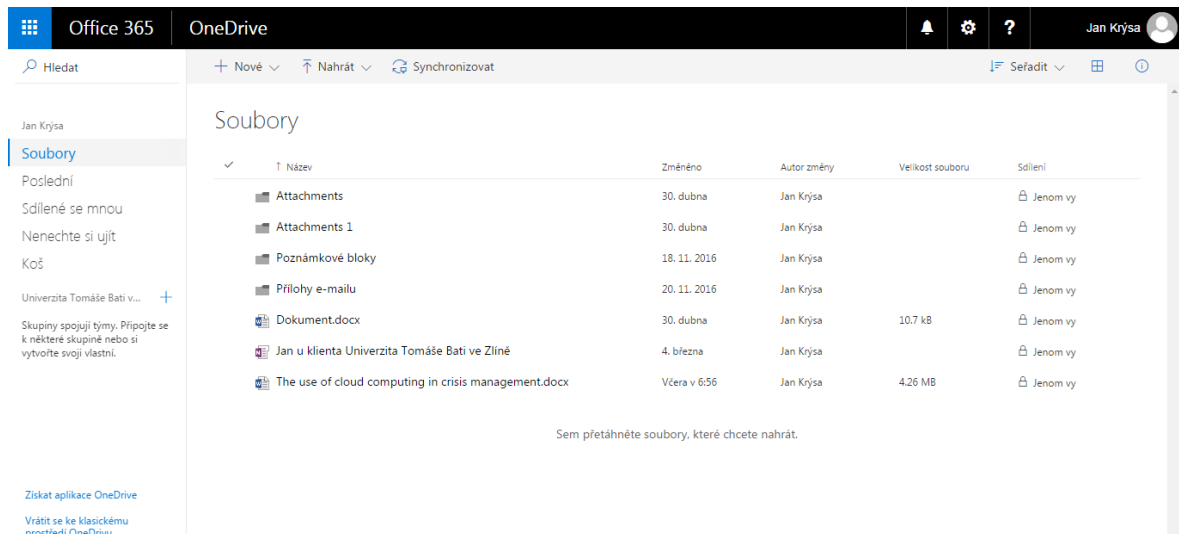 Office 365 OneDrive ? Jan Krýsa
Hledat
Nové Nahrát Synchronizovat Seřadit
Jan Krýsa
Soubory
Poslední
Sdílené se mnou
Nenechte si ujít
Koš
Univerzita Tomáše Bati v... +
Skupiny spojují týmy. Připojte se
k některé skupině nebo si
vytvořte svoji vlastní.
Získat aplikace OneDrive
Vrátit se ke klasickému
prostředí OneDrivu
Soubory
Název Změněno Autor změny Velikost souboru Sdílení
Attachments 30. dubna Jan Krýsa Jenom vy
Attachments 1 30. dubna Jan Krýsa Jenom vy
Poznámkové bloky 18. 11. 2016 Jan Krýsa Jenom vy
Přílohy e-mailu 20. 11. 2016 Jan Krýsa Jenom vy
Dokument.docx 30. dubna Jan Krýsa 10.7 kB Jenom vy
Jan u klienta Univerzita Tomáše Bati ve Zlíně 4. března Jan Krýsa Jenom vy
The use of cloud computing in crisis management.docx Včera v 6:56 Jan Krýsa 4.26 MB Jenom vy
Sem přetáhněte soubory, které chcete nahrát.